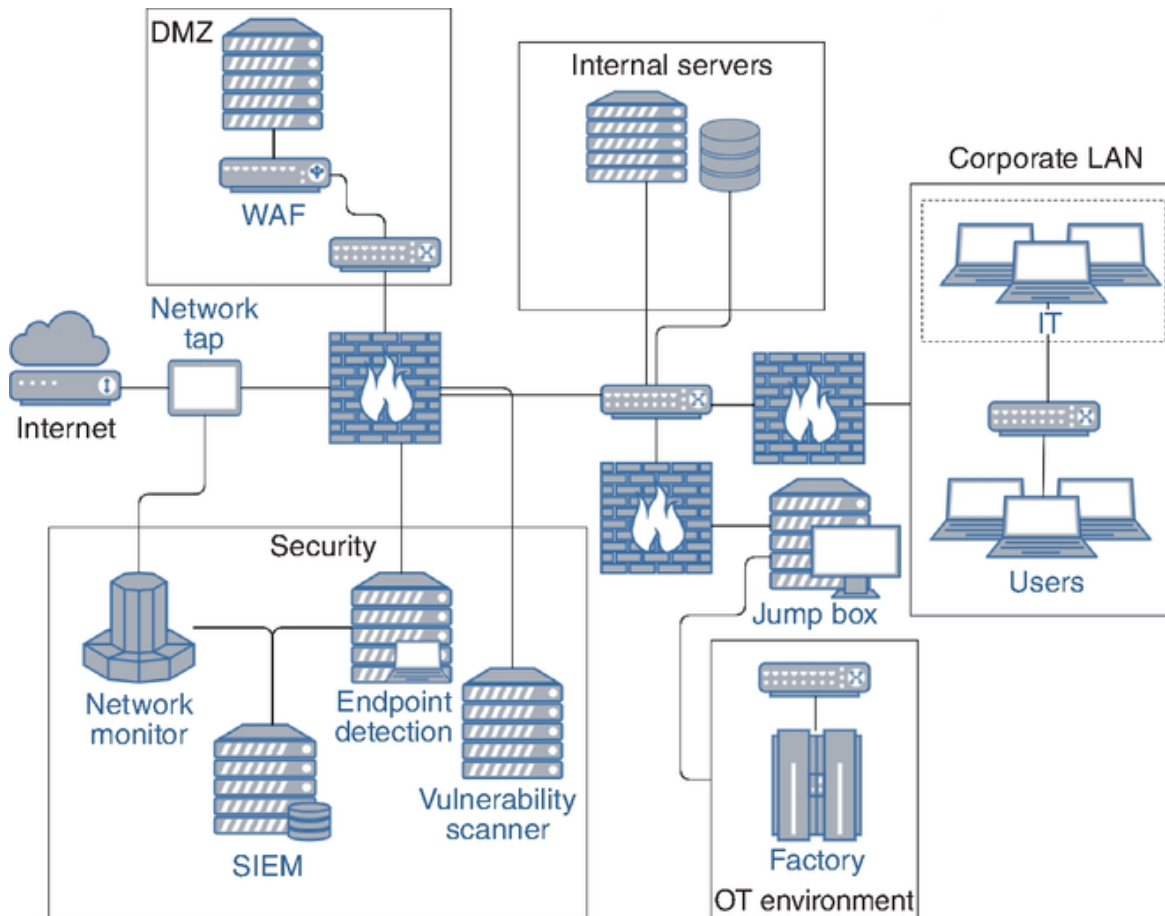 DMZ
WAF
Internal servers
Corporate LAN
IT
Users
Network
tap
Internet
Jump box
Security
Network
monitor
Endpoint
detection
SIEM
Vulnerability
scanner
Factory
OT environment